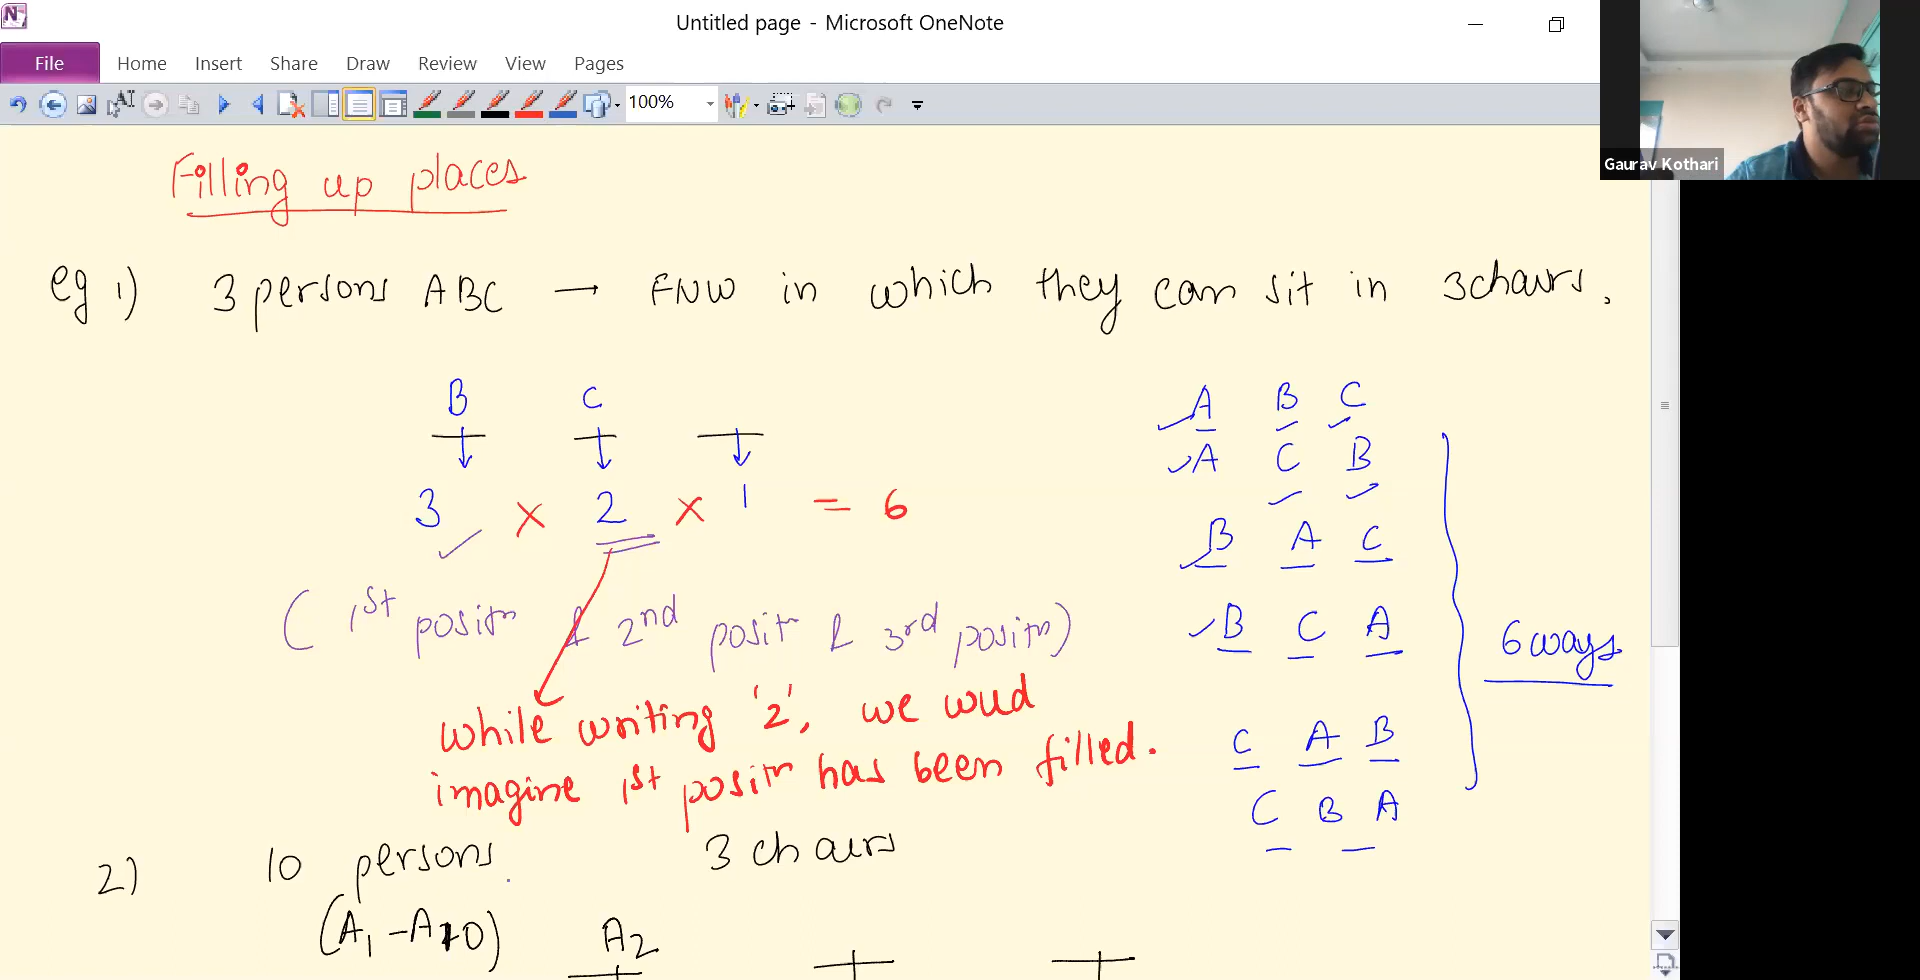 Untitled page - Microsoft OneNote
File Home Insert Share Draw Review View Pages
100%
Gaurav Kothari
Filling up places
eg 1) 3 persons ABC → FNW in which they can sit in 3 chairs.
B C
3 × 2 × 1 = 6
(1st positn & 2nd positn & 3rd positn)
while writing '2', we wud
imagine 1st positn has been filled.
A B C
A C B
B A C
B C A
C A B
C B A
6 ways
2) 10 persons. 3 chairs
(A1 - A10) A2